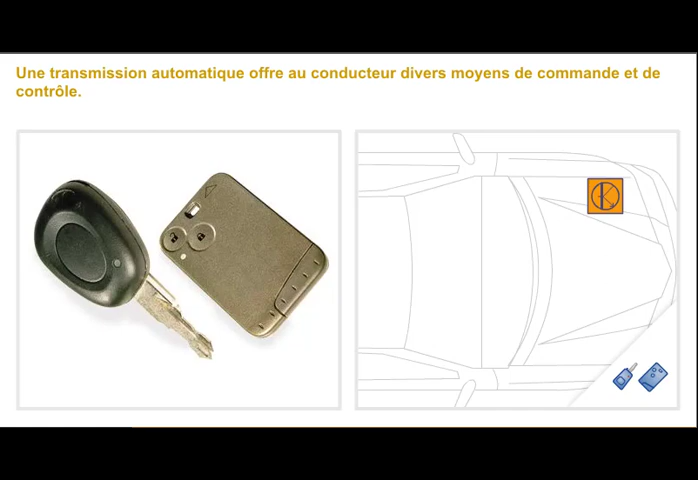 Une transmission automatique offre au conducteur divers moyens de commande et de
contrôle.